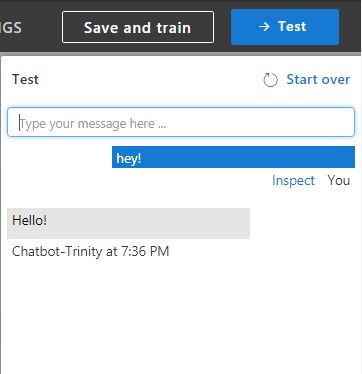 NGS Save and train → Test
Test Start over
Type your message here ...
hey!
Inspect You
Hello!
Chatbot-Trinity at 7:36 PM